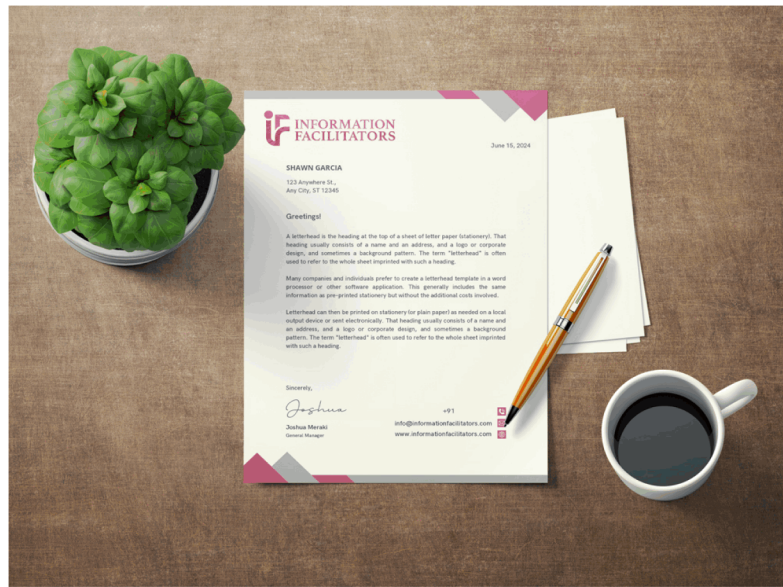 INFORMATION
FACILITATORS
June 15, 2024
SHAWN GARCIA
123 Anywhere St.,
Any City, ST 12345
Greetings!
A letterhead is the heading at the top of a sheet of letter paper (stationery). That
heading usually consists of a name and an address, and a logo or corporate
design, and sometimes a background pattern. The term "letterhead" is often
used to refer to the whole sheet imprinted with such a heading.
Many companies and individuals prefer to create a letterhead template in a word
processor or other software application. This generally includes the same
information as pre-printed stationery but without the additional costs involved.
Letterhead can then be printed on stationery (or plain paper) as needed on a local
output device or sent electronically. That heading usually consists of a name and
an address, and a logo or corporate design, and sometimes a background
pattern. The term "letterhead" is often used to refer to the whole sheet imprinted
with such a heading.
Sincerely,
Joshua
Joshua Meraki
General Manager
+91
info@informationfacilitators.com
www.informationfacilitators.com